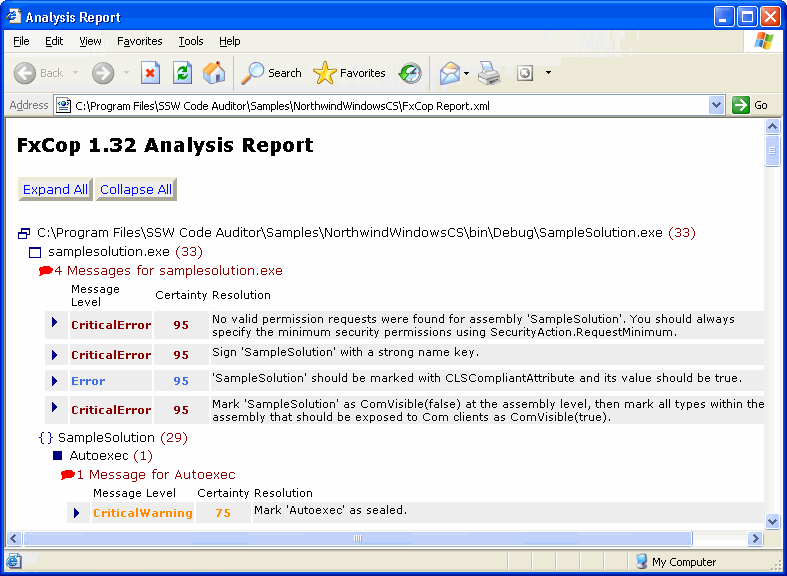 Analysis Report
File Edit View Favorites Tools Help
Back Search Favorites
Address C:\Program Files\SSW Code Auditor\Samples\NorthwindWindowsCS\FxCop Report.xml Go
FxCop 1.32 Analysis Report
Expand All Collapse All
C:\Program Files\SSW Code Auditor\Samples\NorthwindWindowsCS\bin\Debug\SampleSolution.exe (33)
samplesolution.exe (33)
4 Messages for samplesolution.exe
Message
Level Certainty Resolution
CriticalError 95 No valid permission requests were found for assembly 'SampleSolution'. You should always
specify the minimum security permissions using SecurityAction.RequestMinimum.
CriticalError 95 Sign 'SampleSolution' with a strong name key.
Error 95 'SampleSolution' should be marked with CLSCompliantAttribute and its value should be true.
CriticalError 95 Mark 'SampleSolution' as ComVisible(false) at the assembly level, then mark all types within the
assembly that should be exposed to Com clients as ComVisible(true).
{} SampleSolution (29)
Autoexec (1)
1 Message for Autoexec
Message Level Certainty Resolution
CriticalWarning 75 Mark 'Autoexec' as sealed.
My Computer